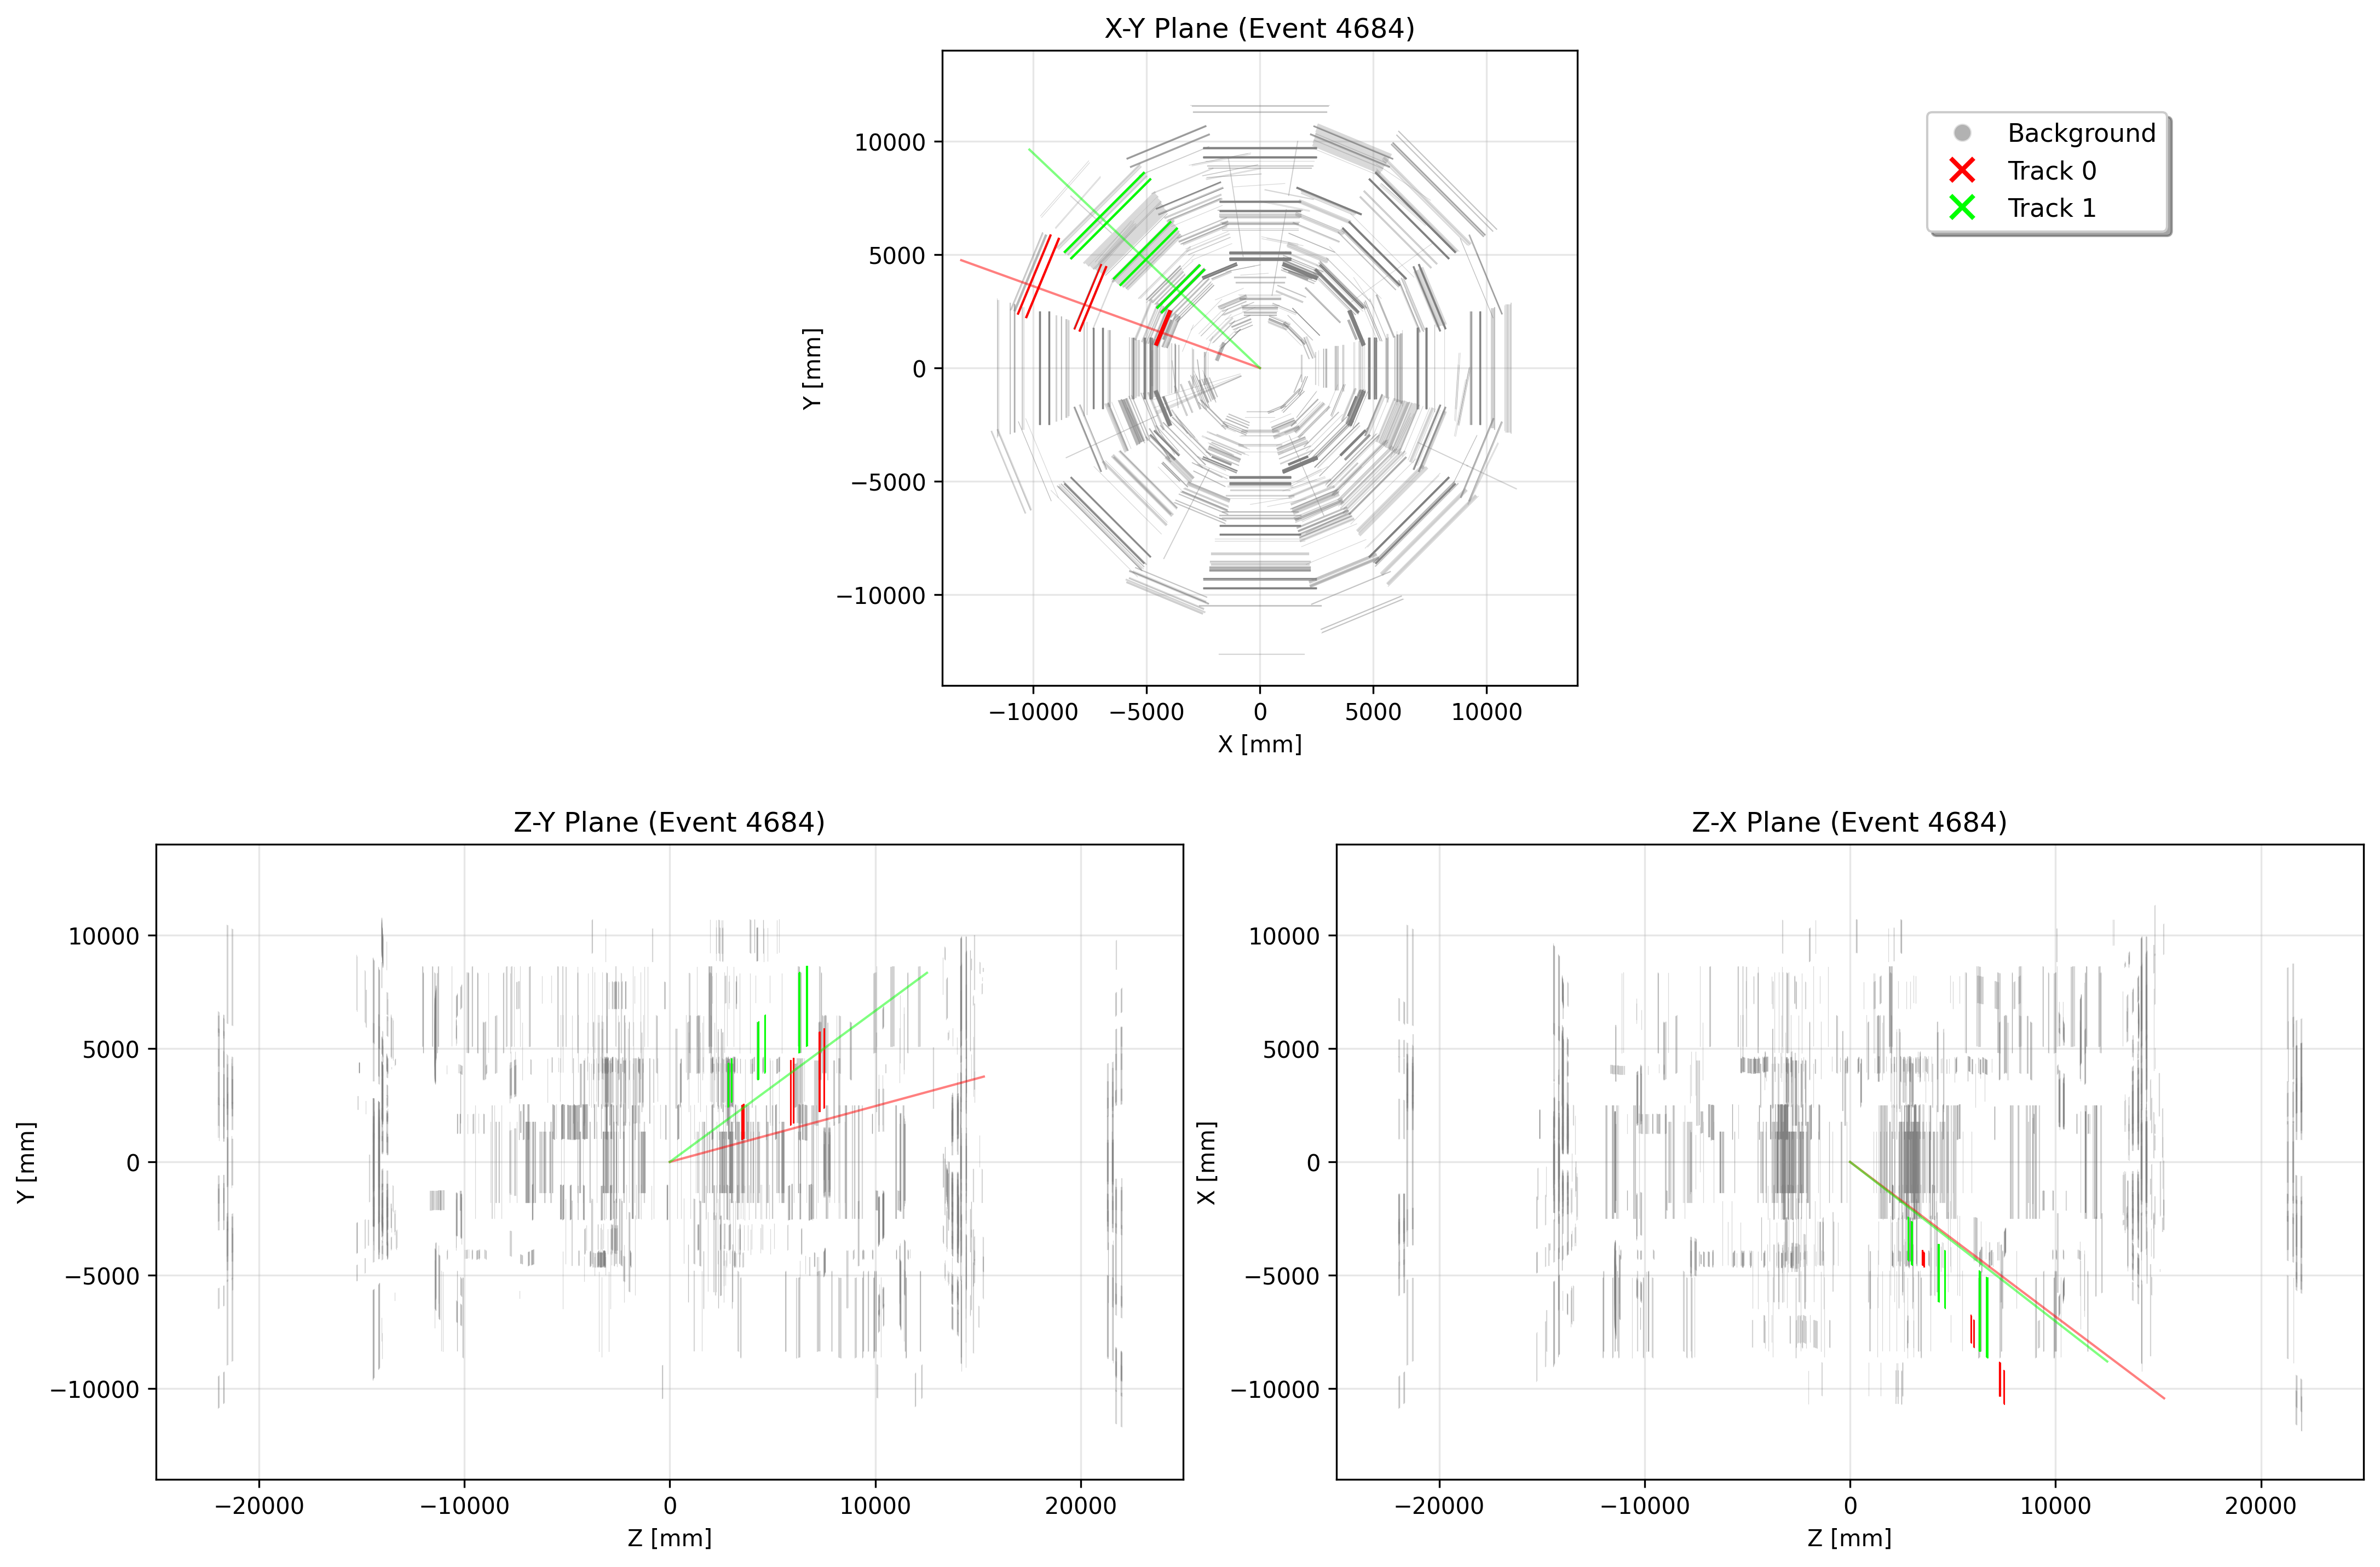 X-Y Plane (Event 4684)
Background
Track 0
Track 1
10000
5000
0
−5000
−10000
Y [mm]
−10000 −5000 0 5000 10000
X [mm]
Z-Y Plane (Event 4684)
10000
5000
0
−5000
−10000
Y [mm]
−20000 −10000 0 10000 20000
Z [mm]
Z-X Plane (Event 4684)
10000
5000
0
−5000
−10000
X [mm]
−20000 −10000 0 10000 20000
Z [mm]